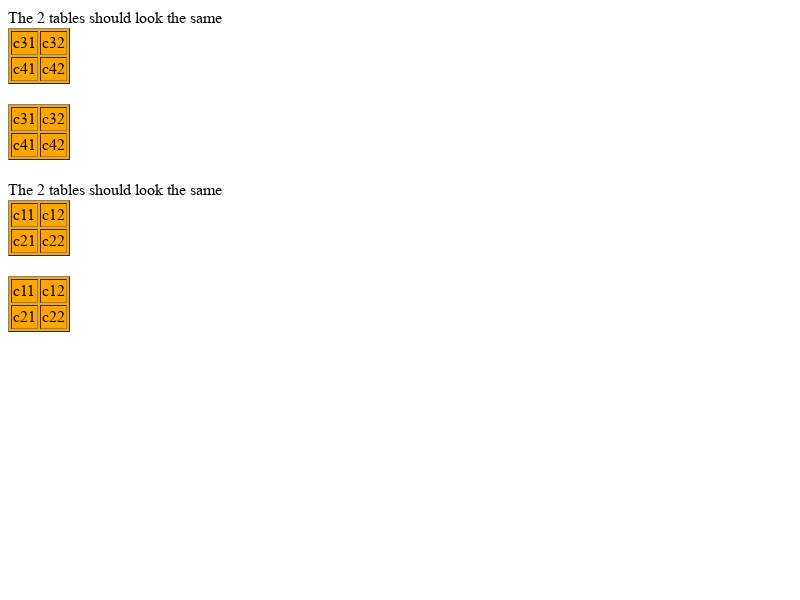 The 2 tables should look the same
c31 c32
c41 c42
c31 c32
c41 c42
The 2 tables should look the same
c11 c12
c21 c22
c11 c12
c21 c22